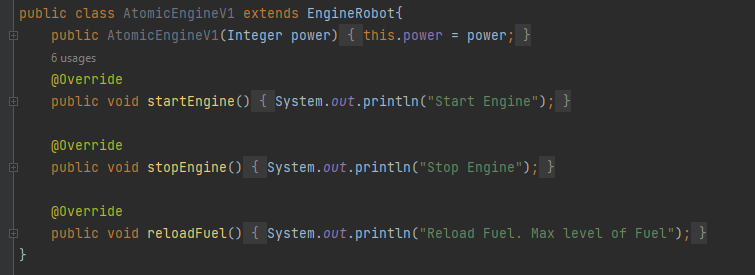 public class AtomicEngineV1 extends EngineRobot{
public AtomicEngineV1(Integer power) { this.power = power; }
6 usages
@Override
public void startEngine() { System.out.println("Start Engine"); }
@Override
public void stopEngine() { System.out.println("Stop Engine"); }
@Override
public void reloadFuel() { System.out.println("Reload Fuel. Max level of Fuel"); }
}